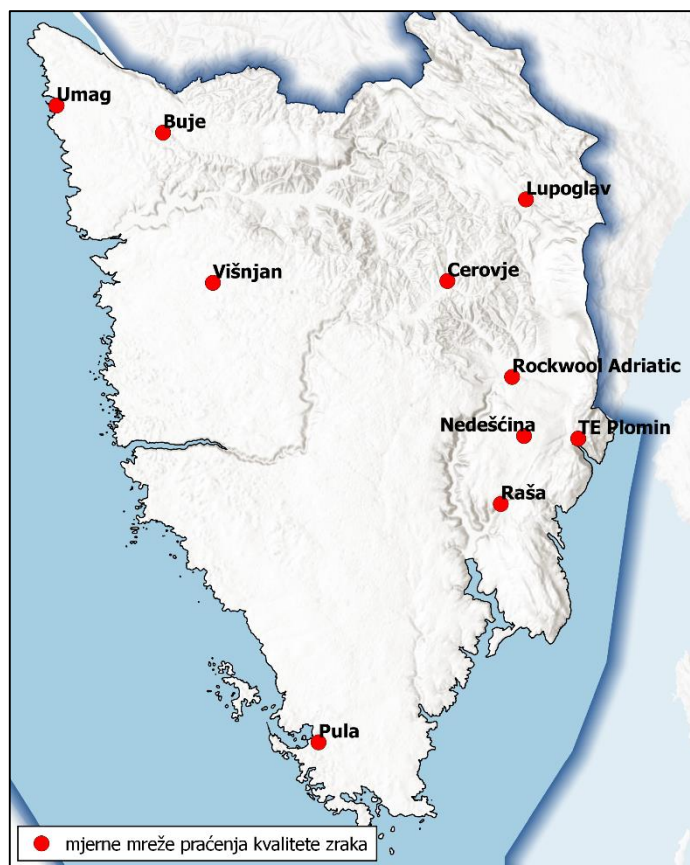 Umag
Buje
Lupoglav
Višnjan
Cerovje
Rockwool Adriatic
Nedešćina
TE Plomin
Raša
Pula
mjerne mreže praćenja kvalitete zraka